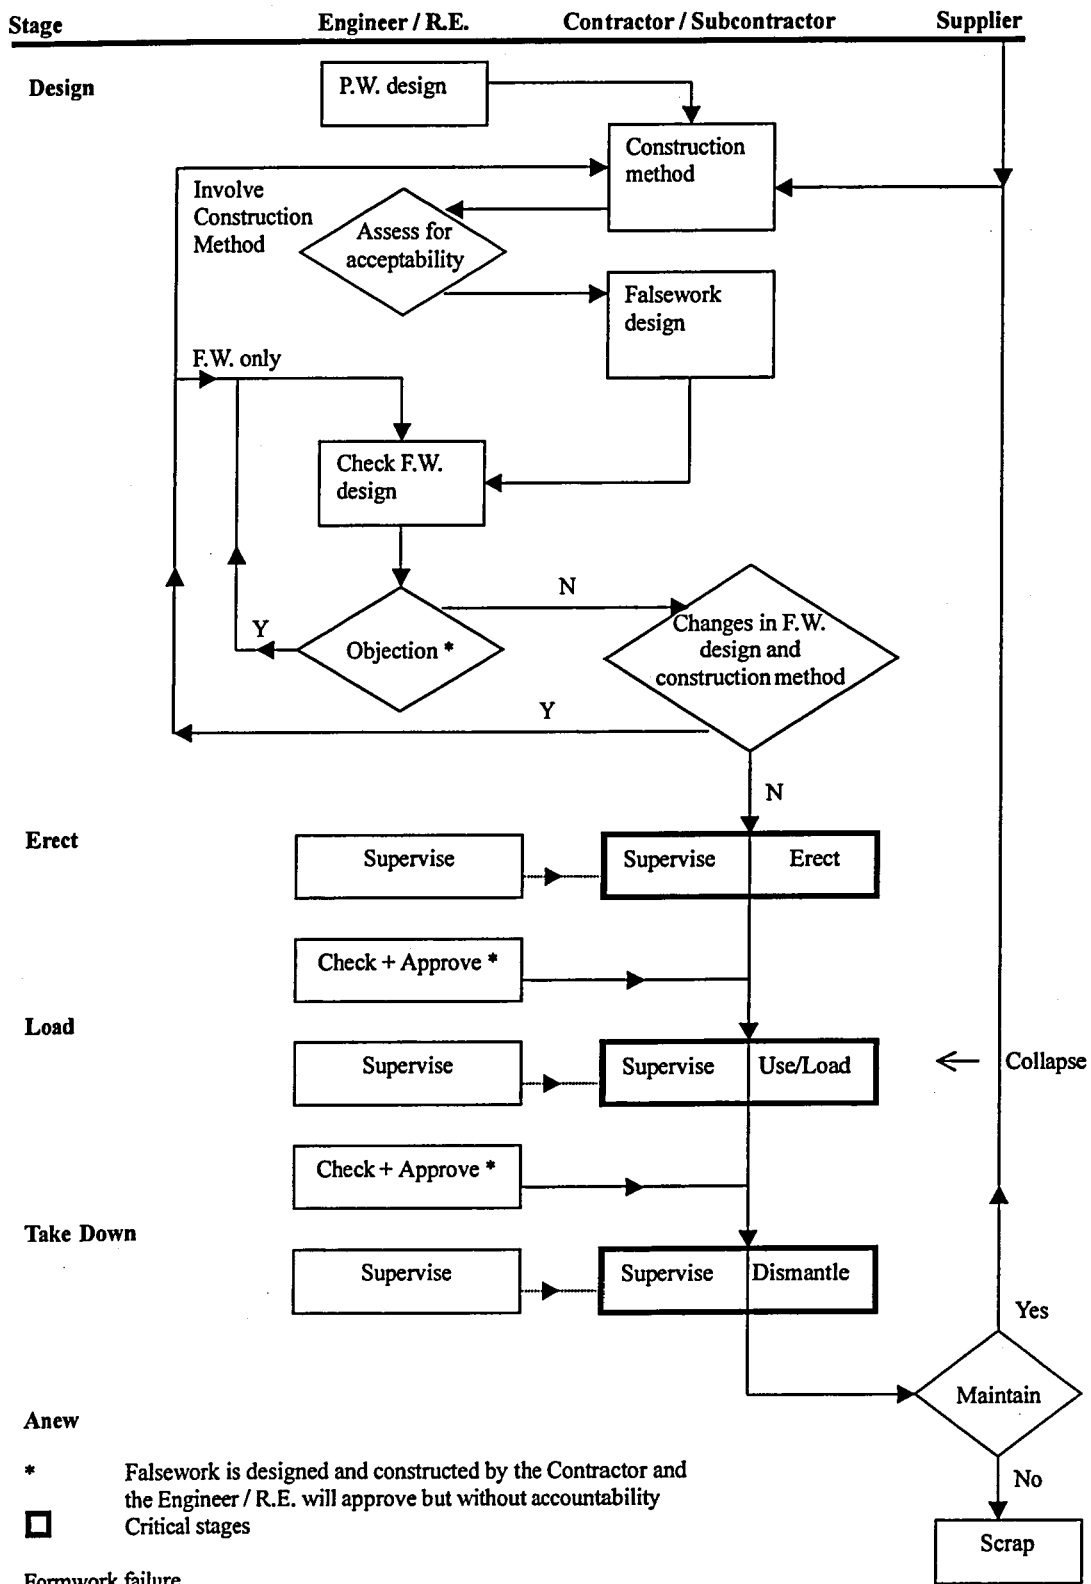 Stage Engineer / R.E. Contractor / Subcontractor Supplier
Design
P.W. design
Construction
method
Involve
Construction
Method
Assess for
acceptability
Falsework
design
F.W. only
Check F.W.
design
N
Y
Objection *
Changes in F.W.
design and
construction method
Y
N
Erect
Supervise
Supervise Erect
Check + Approve *
Load
Supervise
Supervise Use/Load
Collapse
Check + Approve *
Take Down
Supervise
Supervise Dismantle
Yes
Maintain
Anew
* Falsework is designed and constructed by the Contractor and
the Engineer / R.E. will approve but without accountability
Critical stages
No
Scrap
Formwork failure